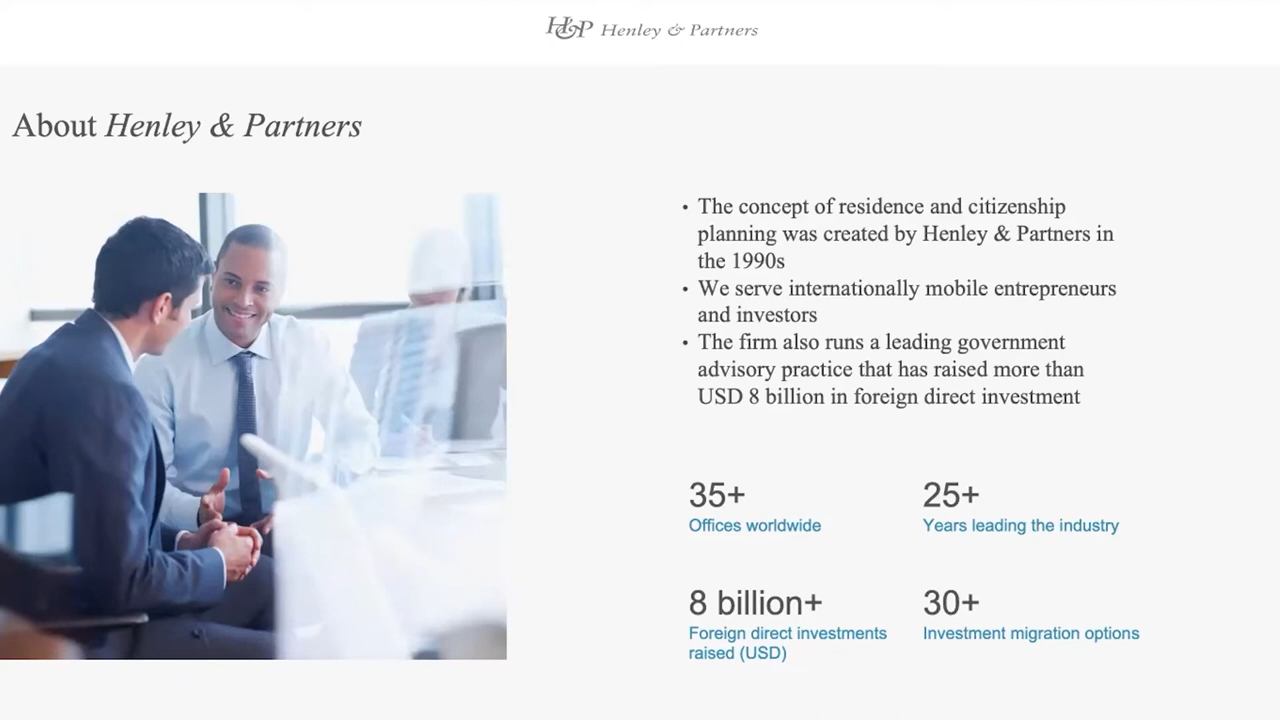 H&P Henley & Partners
About Henley & Partners
• The concept of residence and citizenship
planning was created by Henley & Partners in
the 1990s
• We serve internationally mobile entrepreneurs
and investors
• The firm also runs a leading government
advisory practice that has raised more than
USD 8 billion in foreign direct investment
35+
Offices worldwide
25+
Years leading the industry
8 billion+
Foreign direct investments
raised (USD)
30+
Investment migration options